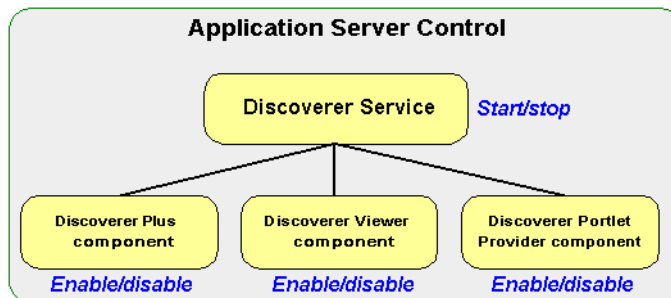 Application Server Control
Discoverer Service
Start/stop
Discoverer Plus
component
Discoverer Viewer
component
Discoverer Portlet
Provider component
Enable/disable
Enable/disable
Enable/disable